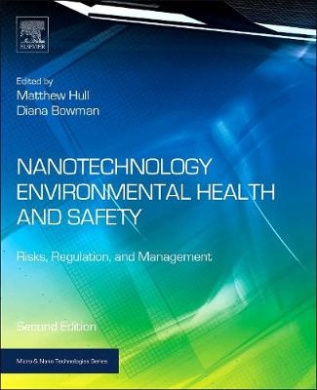 ELSEVIER
Edited by
Matthew Hull
Diana Bowman
NANOTECHNOLOGY
ENVIRONMENTAL HEALTH
AND SAFETY
Risks, Regulation, and Management
Second Edition
Micro & Nano Technologies Series